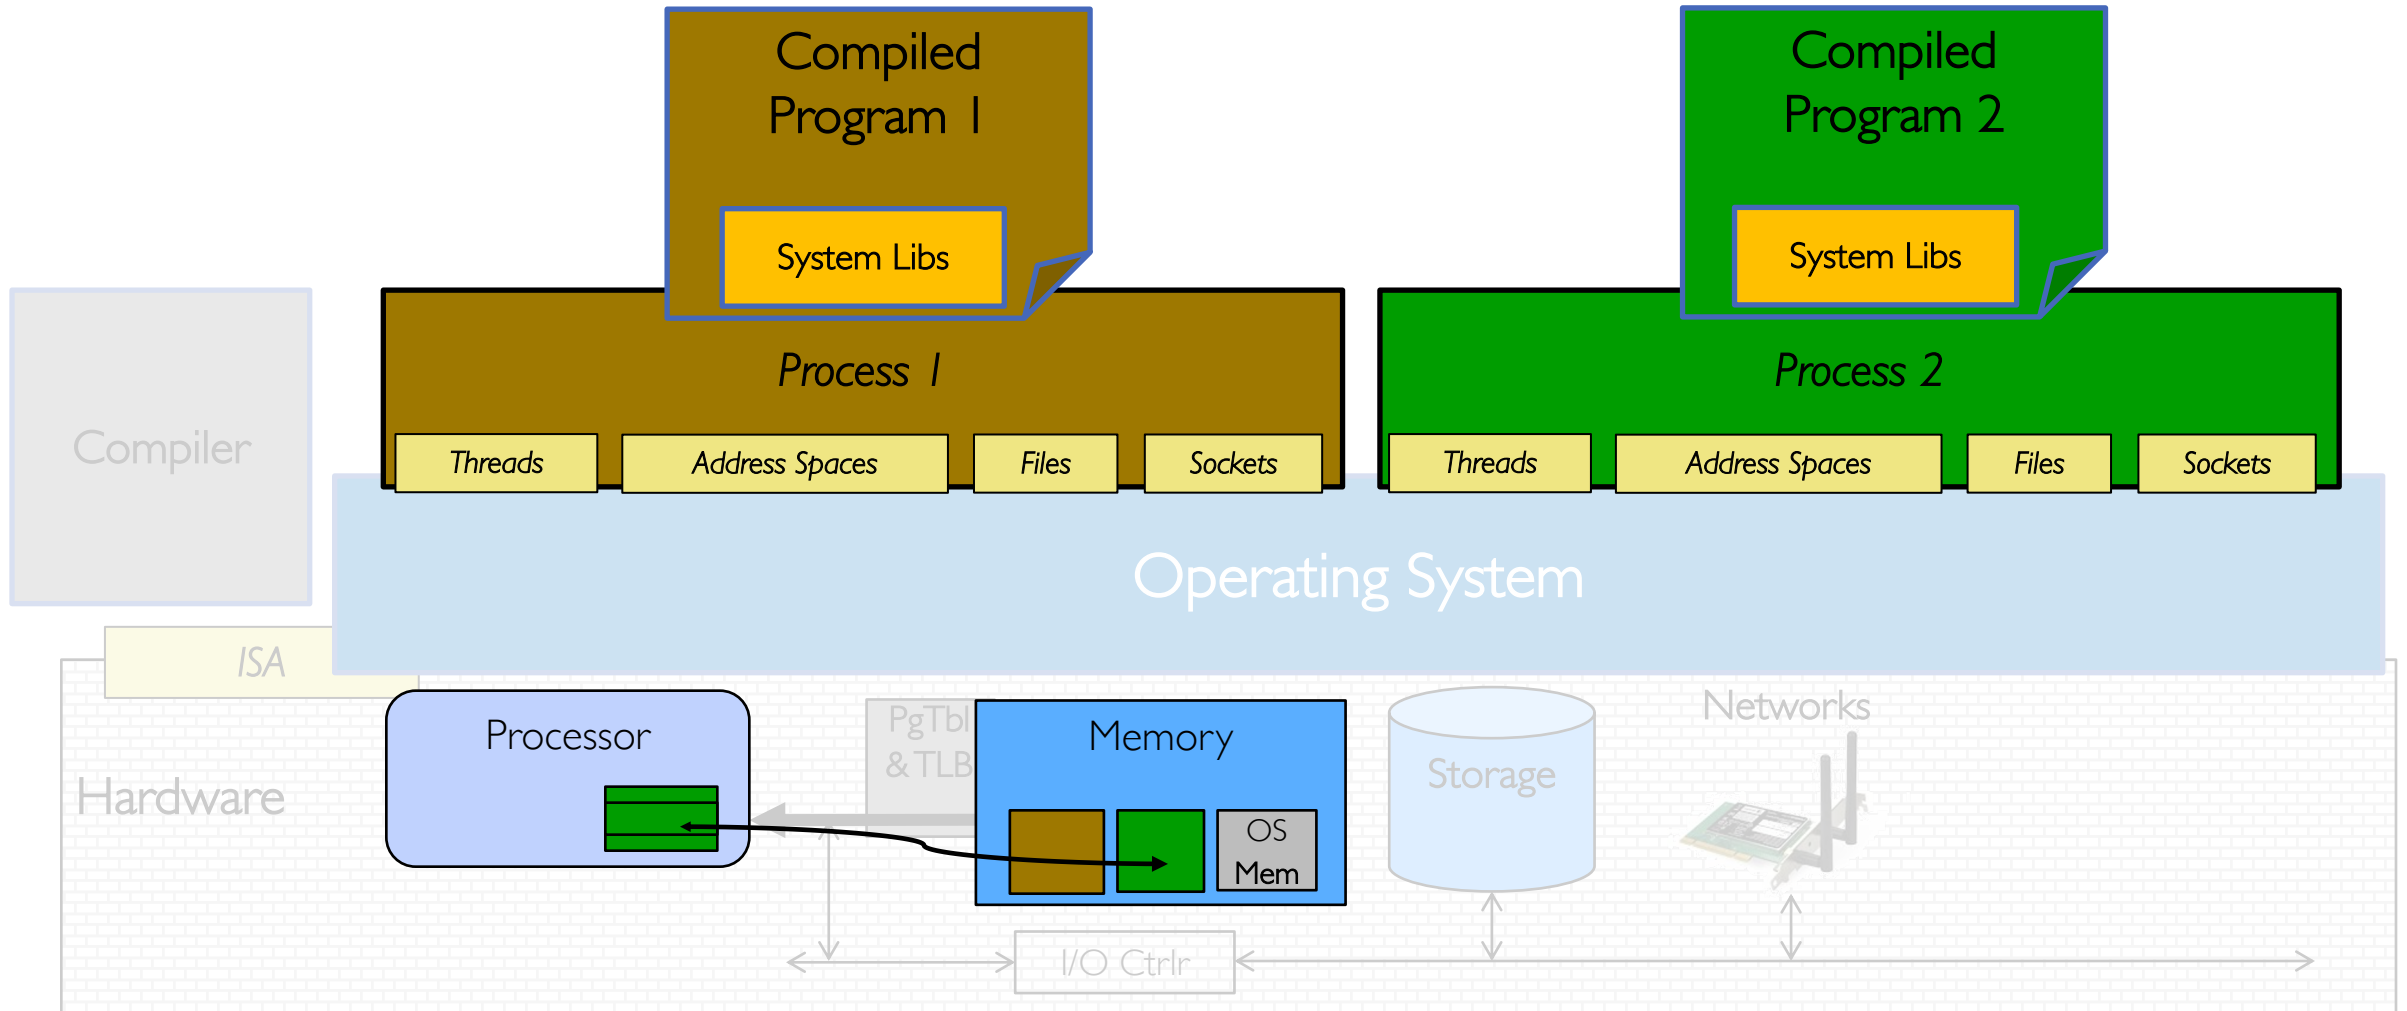 Compiled
Program 1
Compiled
Program 2
System Libs
System Libs
Compiler
Process 1
Process 2
Threads
Address Spaces
Files
Sockets
Threads
Address Spaces
Files
Sockets
Operating System
ISA
Processor
PgTbl
& TLB
Memory
Storage
Networks
Hardware
OS
Mem
I/O Ctrlr